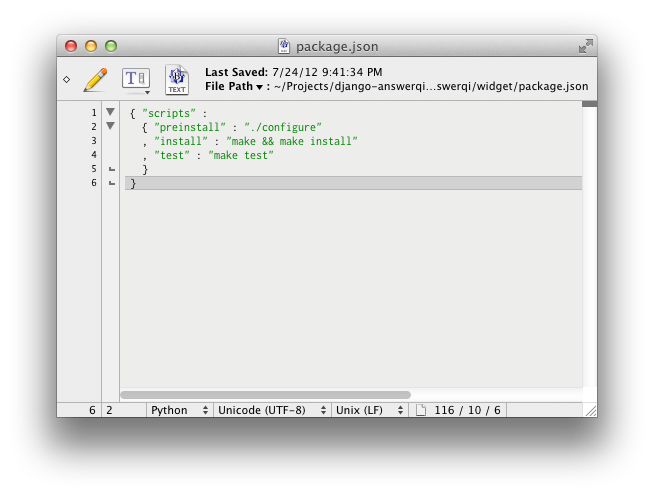 package.json
TEXT
Last Saved: 7/24/12 9:41:34 PM
File Path : ~/Projects/django-answerqi...swerqi/widget/package.json
1 { "scripts" :
2 { "preinstall" : "./configure"
3 , "install" : "make && make install"
4 , "test" : "make test"
5 }
6 }
6 2 Python Unicode (UTF-8) Unix (LF) 116 / 10 / 6